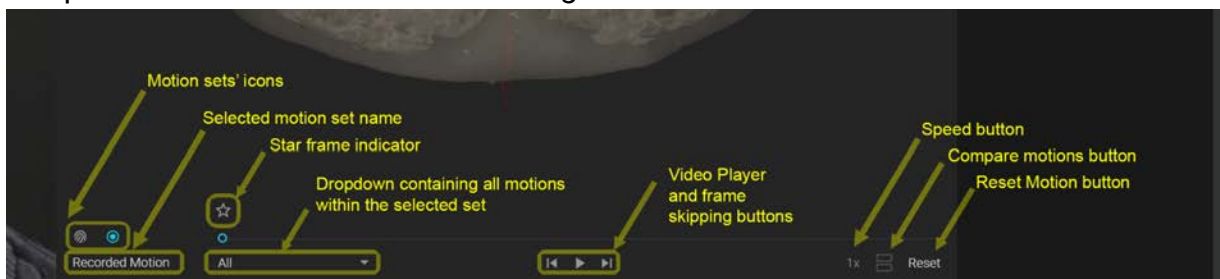 Motion sets' icons
Selected motion set name
Star frame indicator
Dropdown containing all motions
within the selected set
Video Player
and frame
skipping buttons
Speed button
Compare motions button
Reset Motion button
Recorded Motion
All
1x
Reset